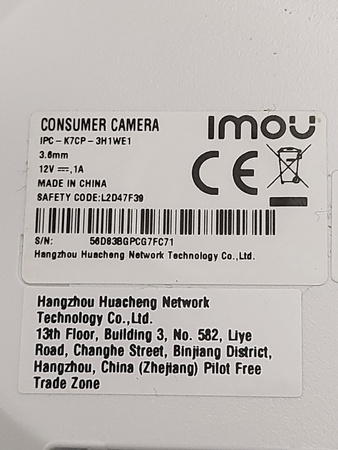 CONSUMER CAMERA
imou
IPC-K7CP-3H1WE1
3.6mm
12V⎓,1A
MADE IN CHINA
SAFETY CODE:L2D47F39
CE
S/N: 56D83BGPCG7FC71
Hangzhou Huacheng Network Technology Co.,Ltd.
Hangzhou Huacheng Network
Technology Co.,Ltd.
13th Floor, Building 3, No. 582, Liye
Road, Changhe Street, Binjiang District,
Hangzhou, China (Zhejiang) Pilot Free
Trade Zone